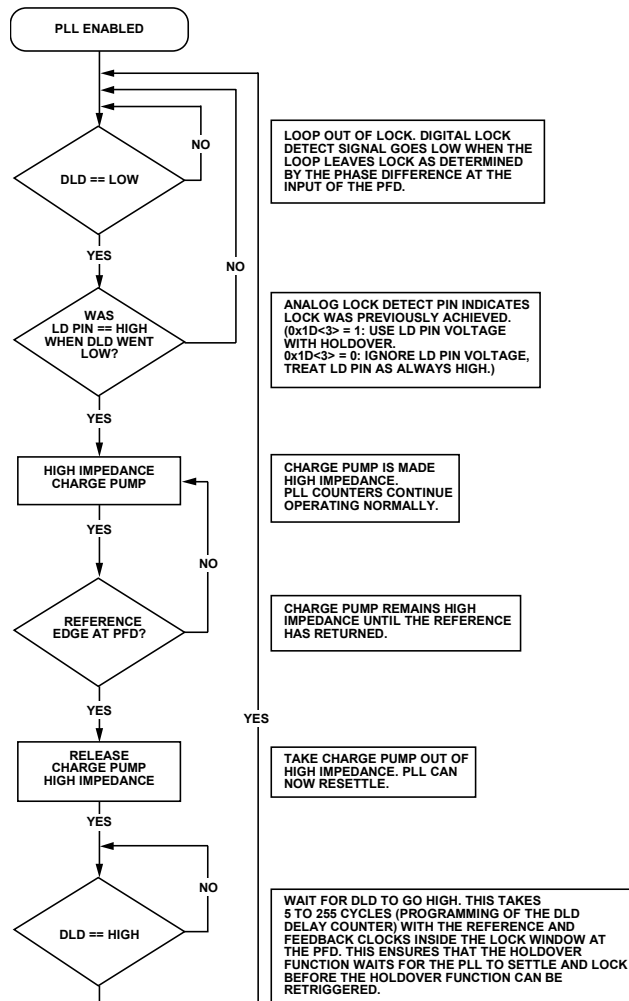 PLL ENABLED
NO
DLD == LOW
LOOP OUT OF LOCK. DIGITAL LOCK
DETECT SIGNAL GOES LOW WHEN THE
LOOP LEAVES LOCK AS DETERMINED
BY THE PHASE DIFFERENCE AT THE
INPUT OF THE PFD.
YES
NO
WAS
LD PIN == HIGH
WHEN DLD WENT
LOW?
ANALOG LOCK DETECT PIN INDICATES
LOCK WAS PREVIOUSLY ACHIEVED.
(0x1D<3> = 1: USE LD PIN VOLTAGE
WITH HOLDOVER.
0x1D<3> = 0: IGNORE LD PIN VOLTAGE,
TREAT LD PIN AS ALWAYS HIGH.)
YES
HIGH IMPEDANCE
CHARGE PUMP
CHARGE PUMP IS MADE
HIGH IMPEDANCE.
PLL COUNTERS CONTINUE
OPERATING NORMALLY.
YES
NO
REFERENCE
EDGE AT PFD?
CHARGE PUMP REMAINS HIGH
IMPEDANCE UNTIL THE REFERENCE
HAS RETURNED.
YES
YES
RELEASE
CHARGE PUMP
HIGH IMPEDANCE
TAKE CHARGE PUMP OUT OF
HIGH IMPEDANCE. PLL CAN
NOW RESETTLE.
YES
NO
DLD == HIGH
WAIT FOR DLD TO GO HIGH. THIS TAKES
5 TO 255 CYCLES (PROGRAMMING OF THE DLD
DELAY COUNTER) WITH THE REFERENCE AND
FEEDBACK CLOCKS INSIDE THE LOCK WINDOW AT
THE PFD. THIS ENSURES THAT THE HOLDOVER
FUNCTION WAITS FOR THE PLL TO SETTLE AND LOCK
BEFORE THE HOLDOVER FUNCTION CAN BE
RETRIGGERED.